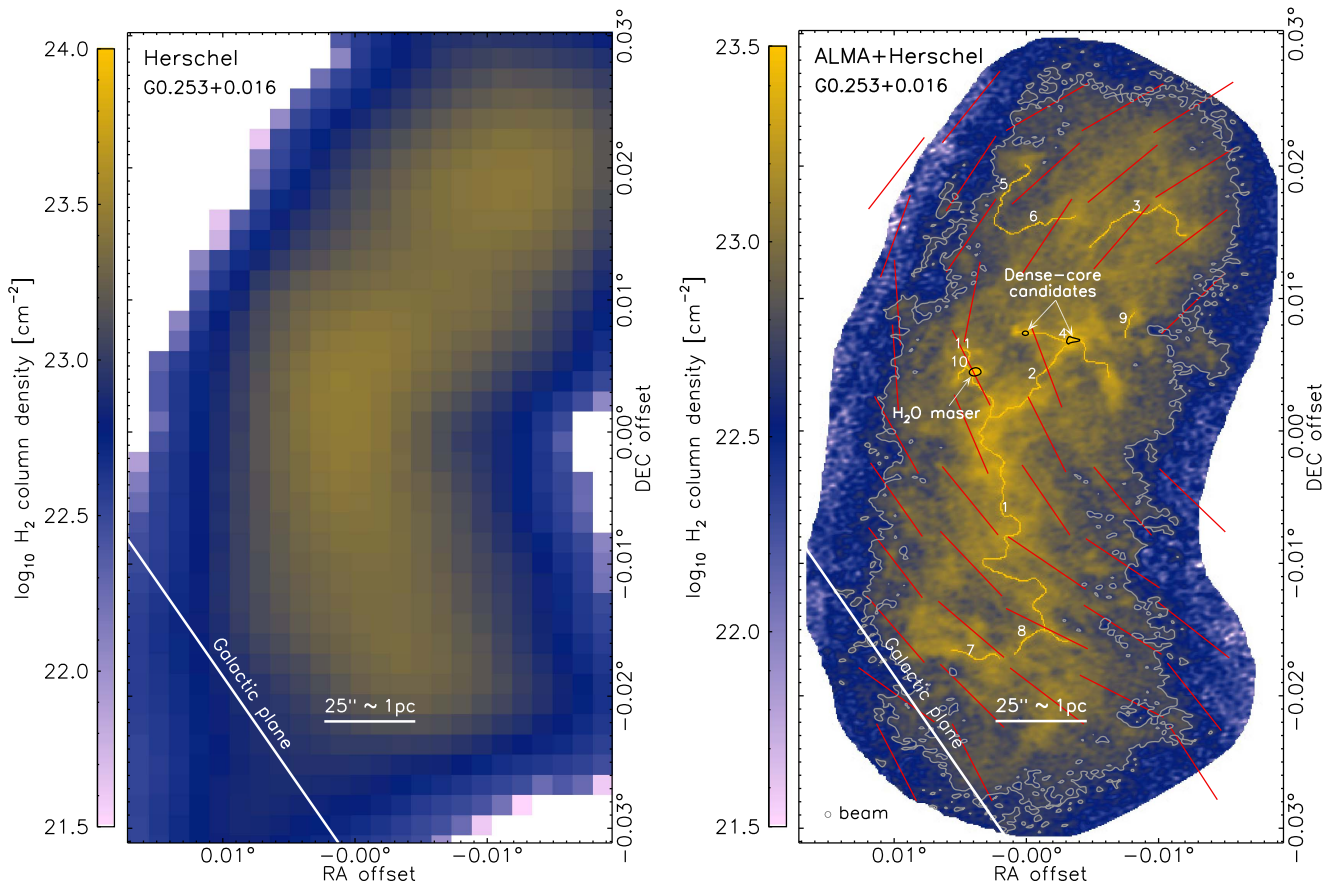 Herschel
G0.253+0.016
24.0
23.5
23.0
22.5
22.0
21.5
log₁₀ H₂ column density [cm⁻²]
0.03°
0.02°
0.01°
0.00°
−0.01°
−0.02°
−0.03°
DEC offset
Galactic plane
25" ~ 1pc
0.01°
−0.00°
−0.01°
RA offset
ALMA+Herschel
G0.253+0.016
23.5
23.0
22.5
22.0
21.5
log₁₀ H₂ column density [cm⁻²]
5
6
3
Dense−core
candidates
9
4
11
10
2
H₂O maser
1
8
7
Galactic plane
25" ~ 1pc
beam
0.03°
0.02°
0.01°
0.00°
−0.01°
−0.02°
−0.03°
DEC offset
0.01°
−0.00°
−0.01°
RA offset